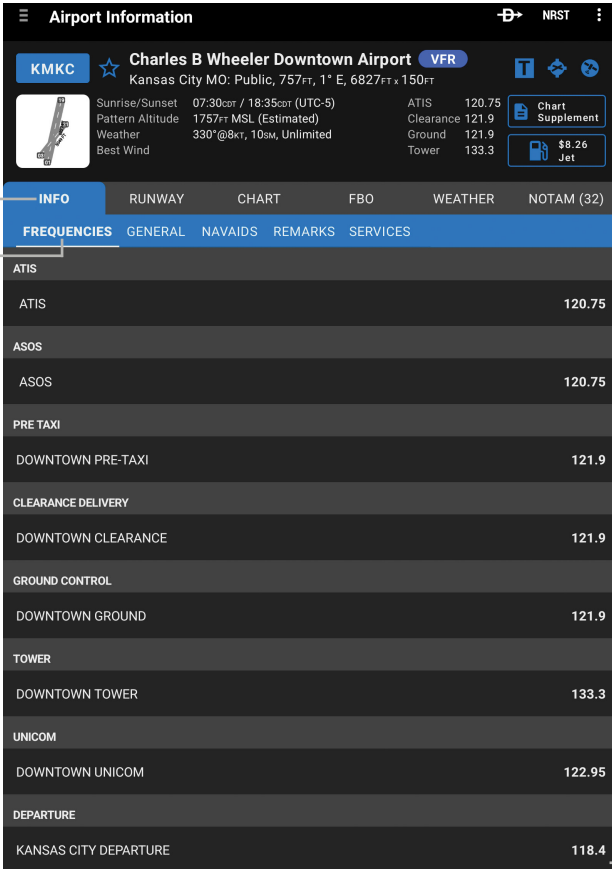 Airport Information NRST
KMKC Charles B Wheeler Downtown Airport VFR
Kansas City MO: Public, 757FT, 1° E, 6827FT x 150FT
T
Sunrise/Sunset 07:30CDT / 18:35CDT (UTC-5) ATIS 120.75
Pattern Altitude 1757FT MSL (Estimated) Clearance 121.9
Weather 330°@8KT, 10SM, Unlimited Ground 121.9
Best Wind Tower 133.3
Chart
Supplement
$8.26
Jet
INFO RUNWAY CHART FBO WEATHER NOTAM (32)
FREQUENCIES GENERAL NAVAIDS REMARKS SERVICES
ATIS
ATIS 120.75
ASOS
ASOS 120.75
PRE TAXI
DOWNTOWN PRE-TAXI 121.9
CLEARANCE DELIVERY
DOWNTOWN CLEARANCE 121.9
GROUND CONTROL
DOWNTOWN GROUND 121.9
TOWER
DOWNTOWN TOWER 133.3
UNICOM
DOWNTOWN UNICOM 122.95
DEPARTURE
KANSAS CITY DEPARTURE 118.4